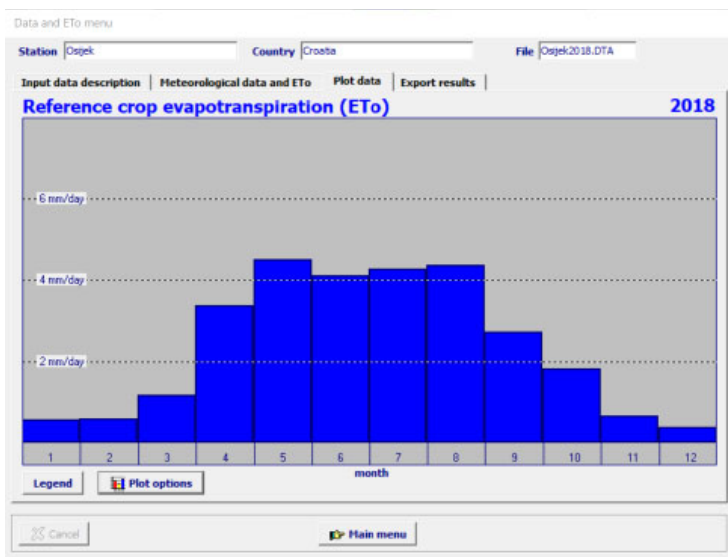 Data and ETo menu
Station Osijek Country Croatia File Osijek2018.DTA
Input data description Meteorological data and ETo Plot data Export results
Reference crop evapotranspiration (ETo) 2018
6 mm/day
4 mm/day
2 mm/day
1 2 3 4 5 6 7 8 9 10 11 12
month
Legend Plot options
Cancel Main menu